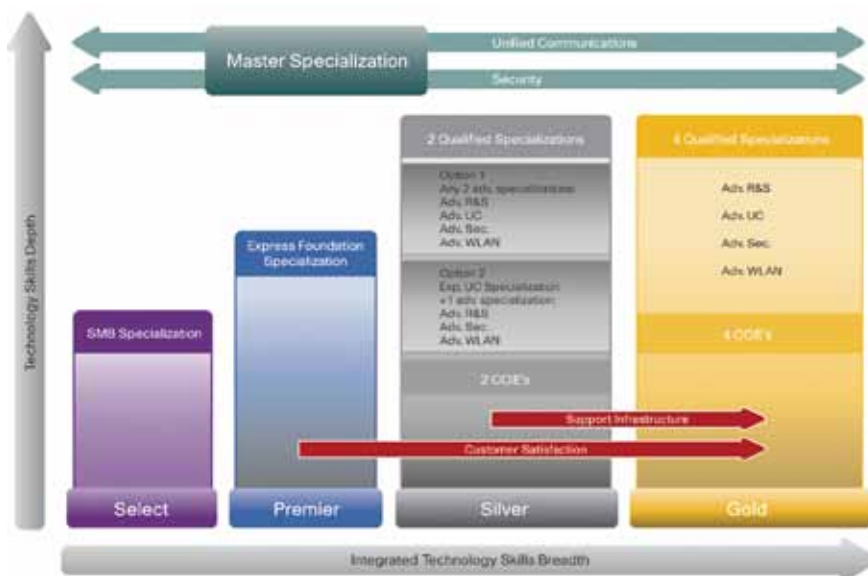 Technology Skills Depth
Master Specialization
Unified Communications
Security
SMB Specialization
Express Foundation
Specialization
2 Qualified Specializations
Option 1
Any 2 adv. specializations:
Adv. R&S
Adv. UC
Adv. Sec.
Adv. WLAN
Option 2
Exp. UC Specialization
+1 adv. specialization:
Adv. R&S
Adv. Sec.
Adv. WLAN
2 CCIE's
4 Qualified Specializations
Adv. R&S
Adv. UC
Adv. Sec.
Adv. WLAN
4 CCIE's
Support Infrastructure
Customer Satisfaction
Select
Premier
Silver
Gold
Integrated Technology Skills Breadth